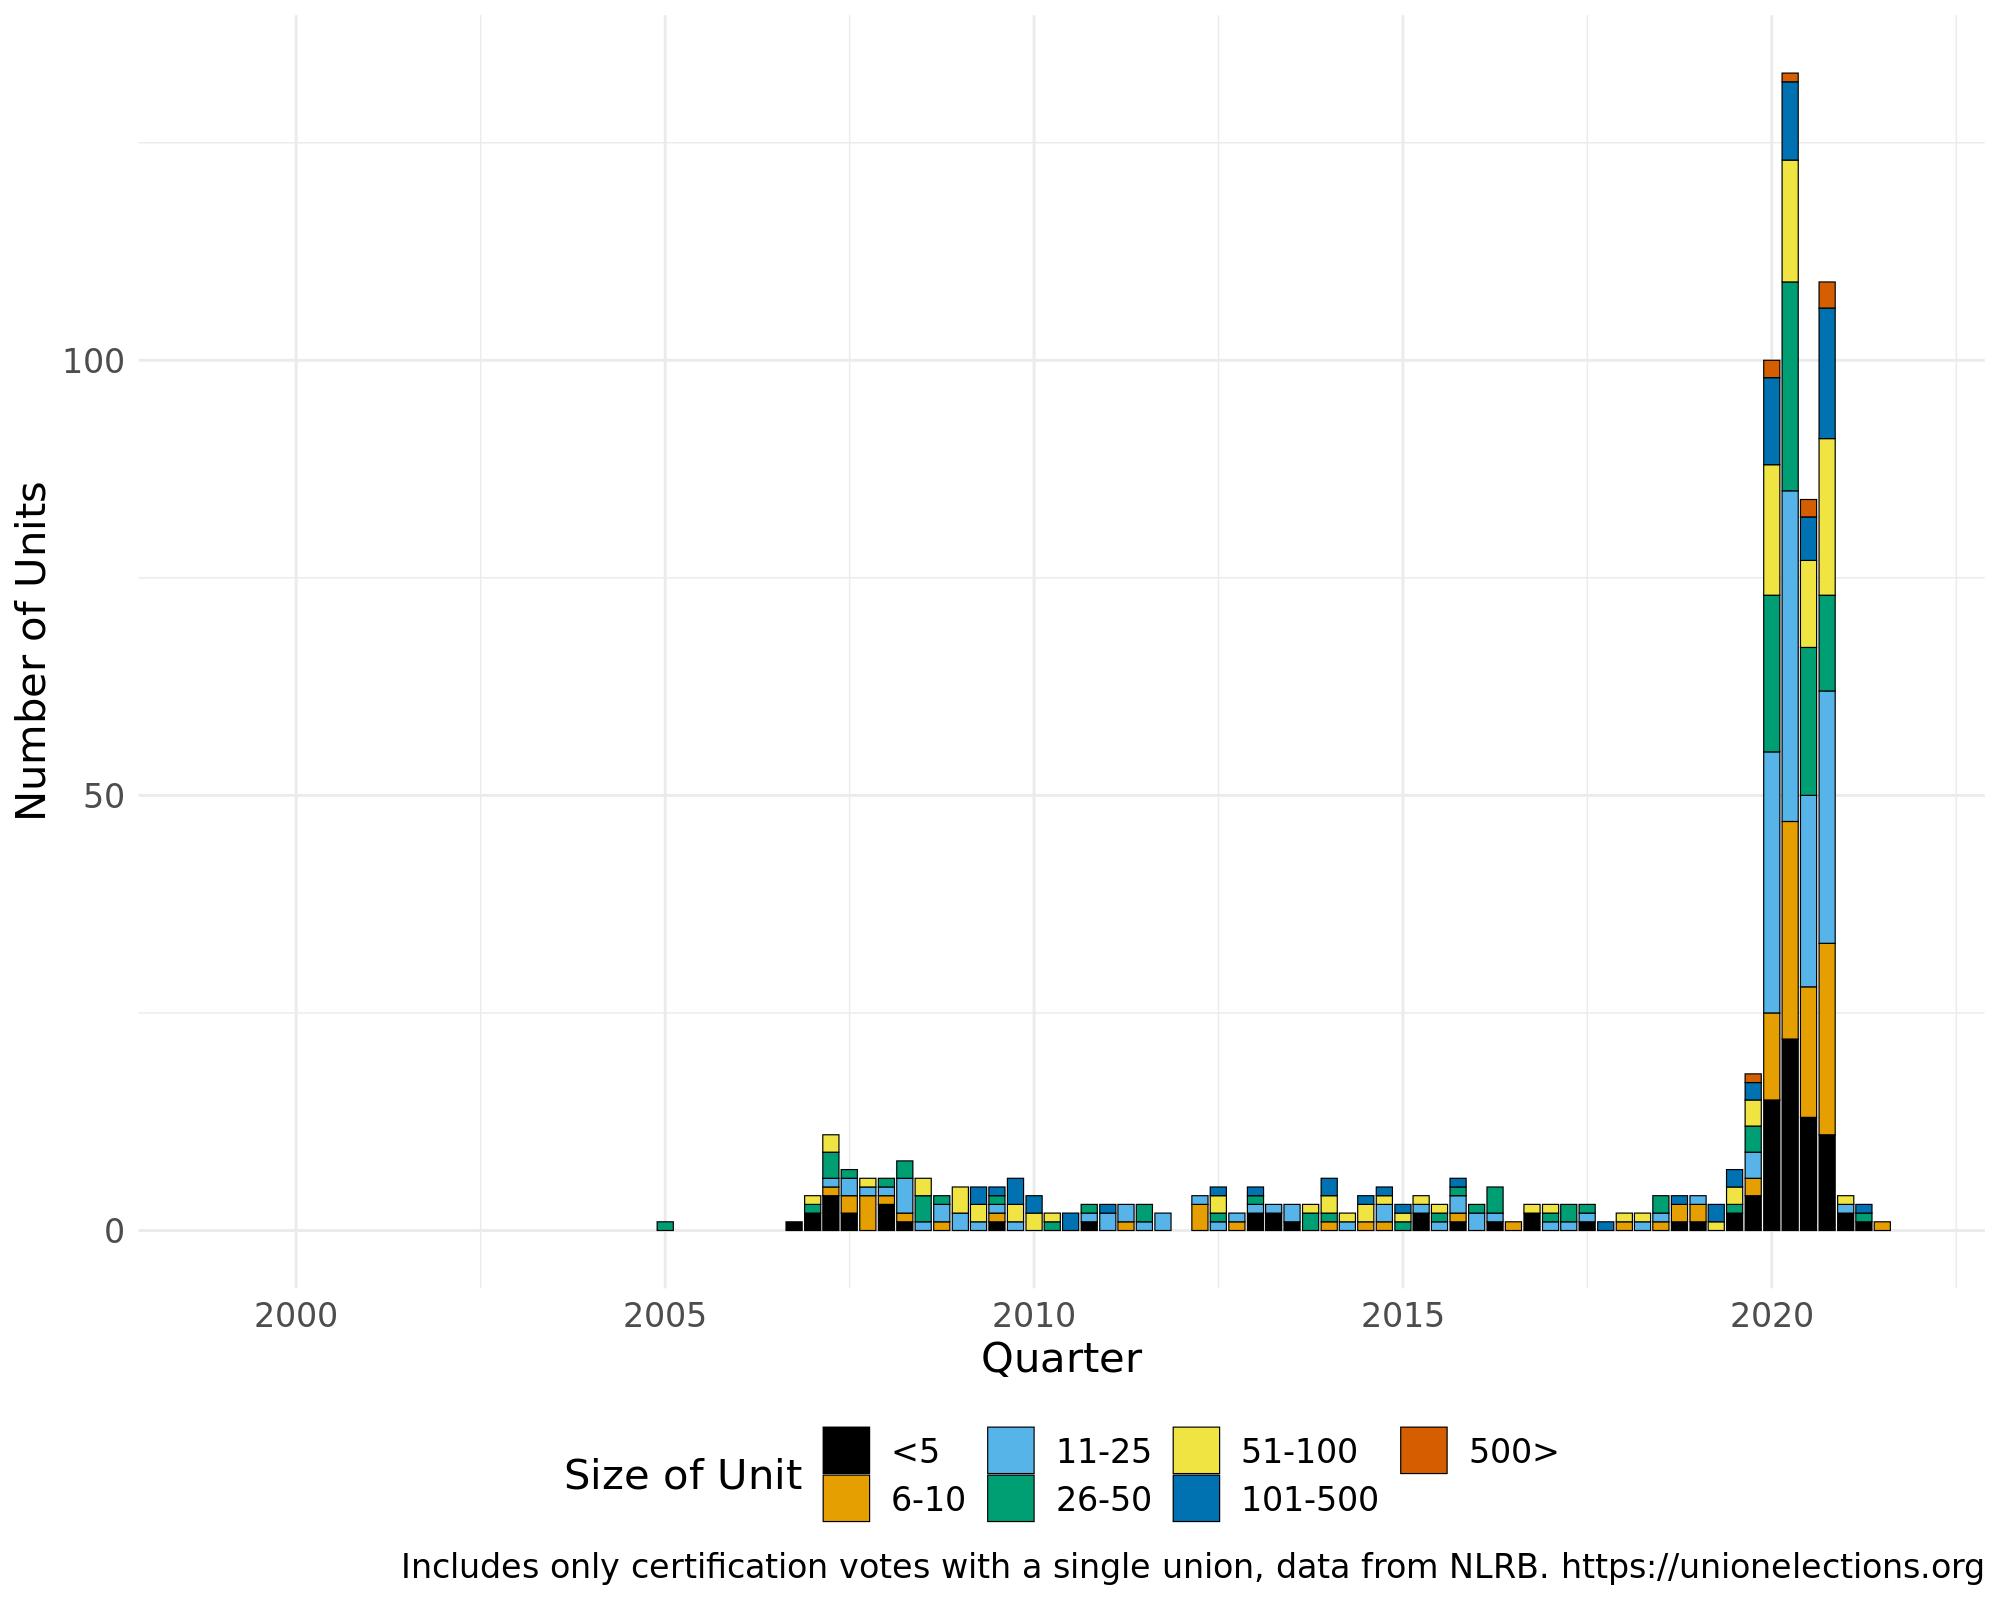 Number of Units
100
50
0
2000 2005 2010 2015 2020
Quarter
Size of Unit
<5 11-25 51-100 500>
6-10 26-50 101-500
Includes only certification votes with a single union, data from NLRB. https://unionelections.org